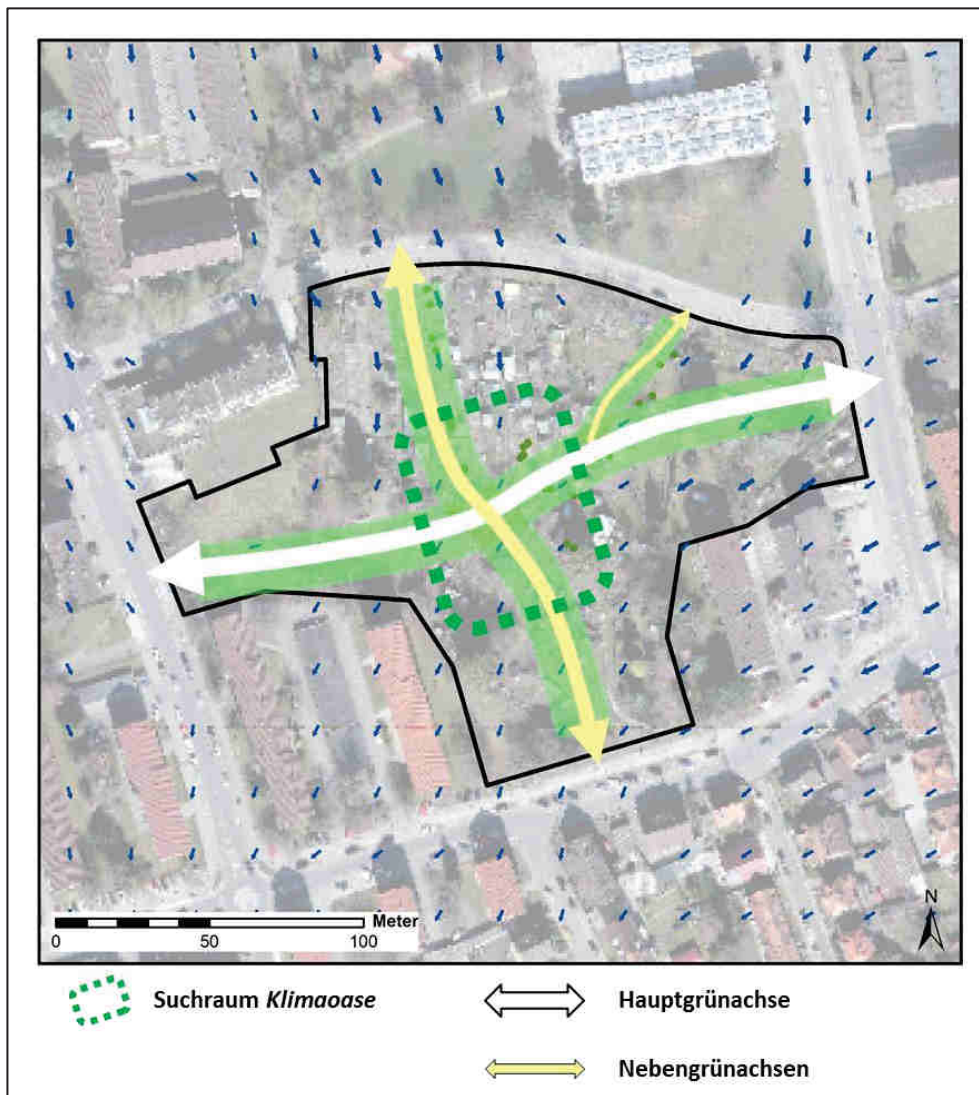 N
Meter
0 50 100
Suchraum Klimaoase
Hauptgrünachse
Nebengrünachsen